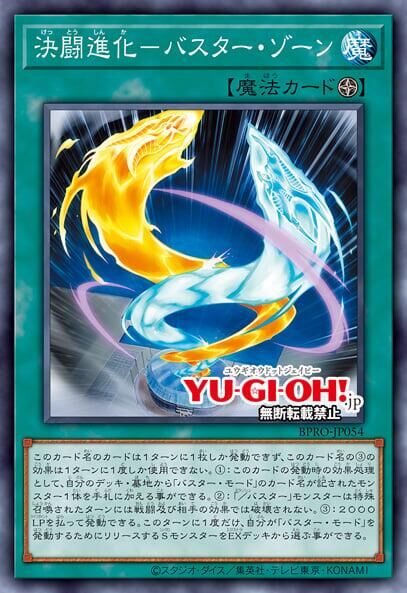 決闘進化－バスター・ゾーン
【魔法カード】
ユウギオウドットジェイピー
YU-GI-OH!.jp
無断転載禁止
BPRO-JP054
このカード名のカードは1ターンに1枚しか発動できず、このカード名の③の
効果は1ターンに1度しか使用できない。①：このカードの発動時の効果処理
として、自分のデッキ・墓地から「バスター・モード」のカード名が記されたモン
スター1体を手札に加える事ができる。②：「／バスター」モンスターは特殊
召喚されたターンには戦闘及び相手の効果では破壊されない。③：2000
LPを払って発動できる。このターンに1度だけ、自分が「バスター・モード」を
発動するためにリリースするSモンスターをEXデッキから選ぶ事ができる。
©スタジオ・ダイス／集英社・テレビ東京・KONAMI